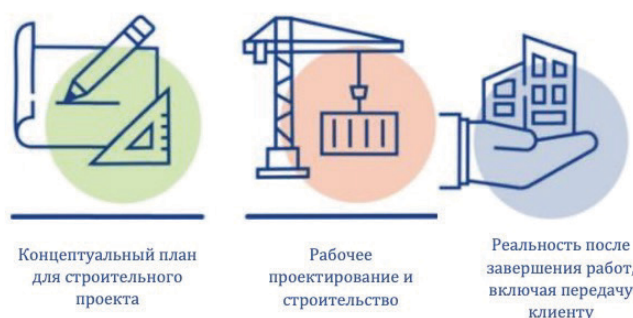 Концептуальный план
для строительного
проекта
Рабочее
проектирование и
строительство
Реальность после
завершения работ,
включая передачу
клиенту